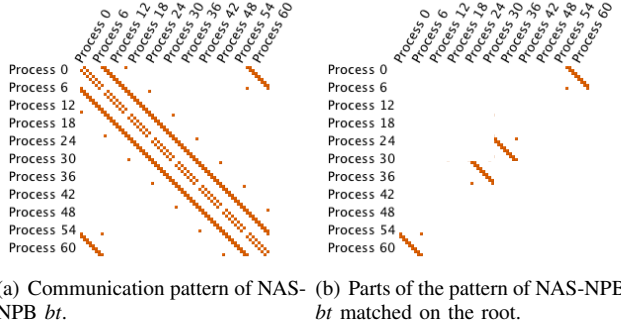 Process 0 Process 6 Process 12 Process 18 Process 24 Process 30 Process 36 Process 42 Process 48 Process 54 Process 60
Process 0
Process 6
Process 12
Process 18
Process 24
Process 30
Process 36
Process 42
Process 48
Process 54
Process 60
(a) Communication pattern of NAS-
NPB bt.
Process 0 Process 6 Process 12 Process 18 Process 24 Process 30 Process 36 Process 42 Process 48 Process 54 Process 60
Process 0
Process 6
Process 12
Process 18
Process 24
Process 30
Process 36
Process 42
Process 48
Process 54
Process 60
(b) Parts of the pattern of NAS-NPB
bt matched on the root.